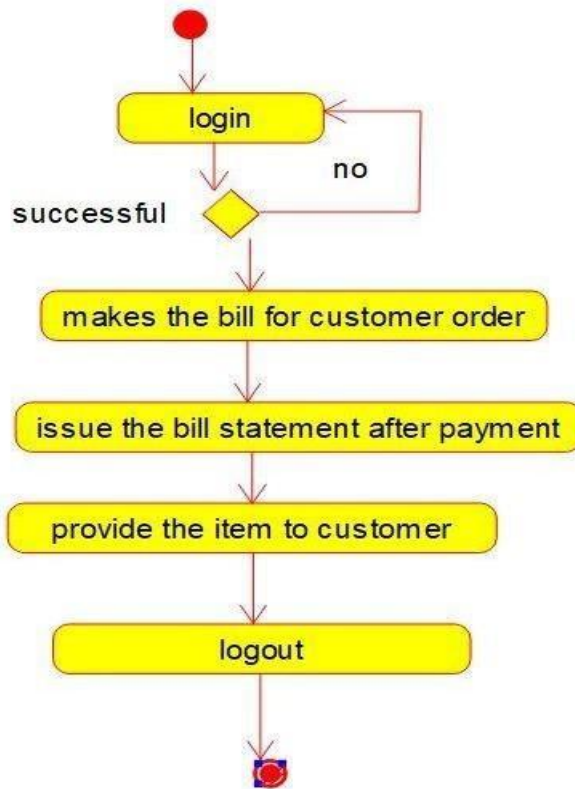 login
no
successful
makes the bill for customer order
issue the bill statement after payment
provide the item to customer
logout